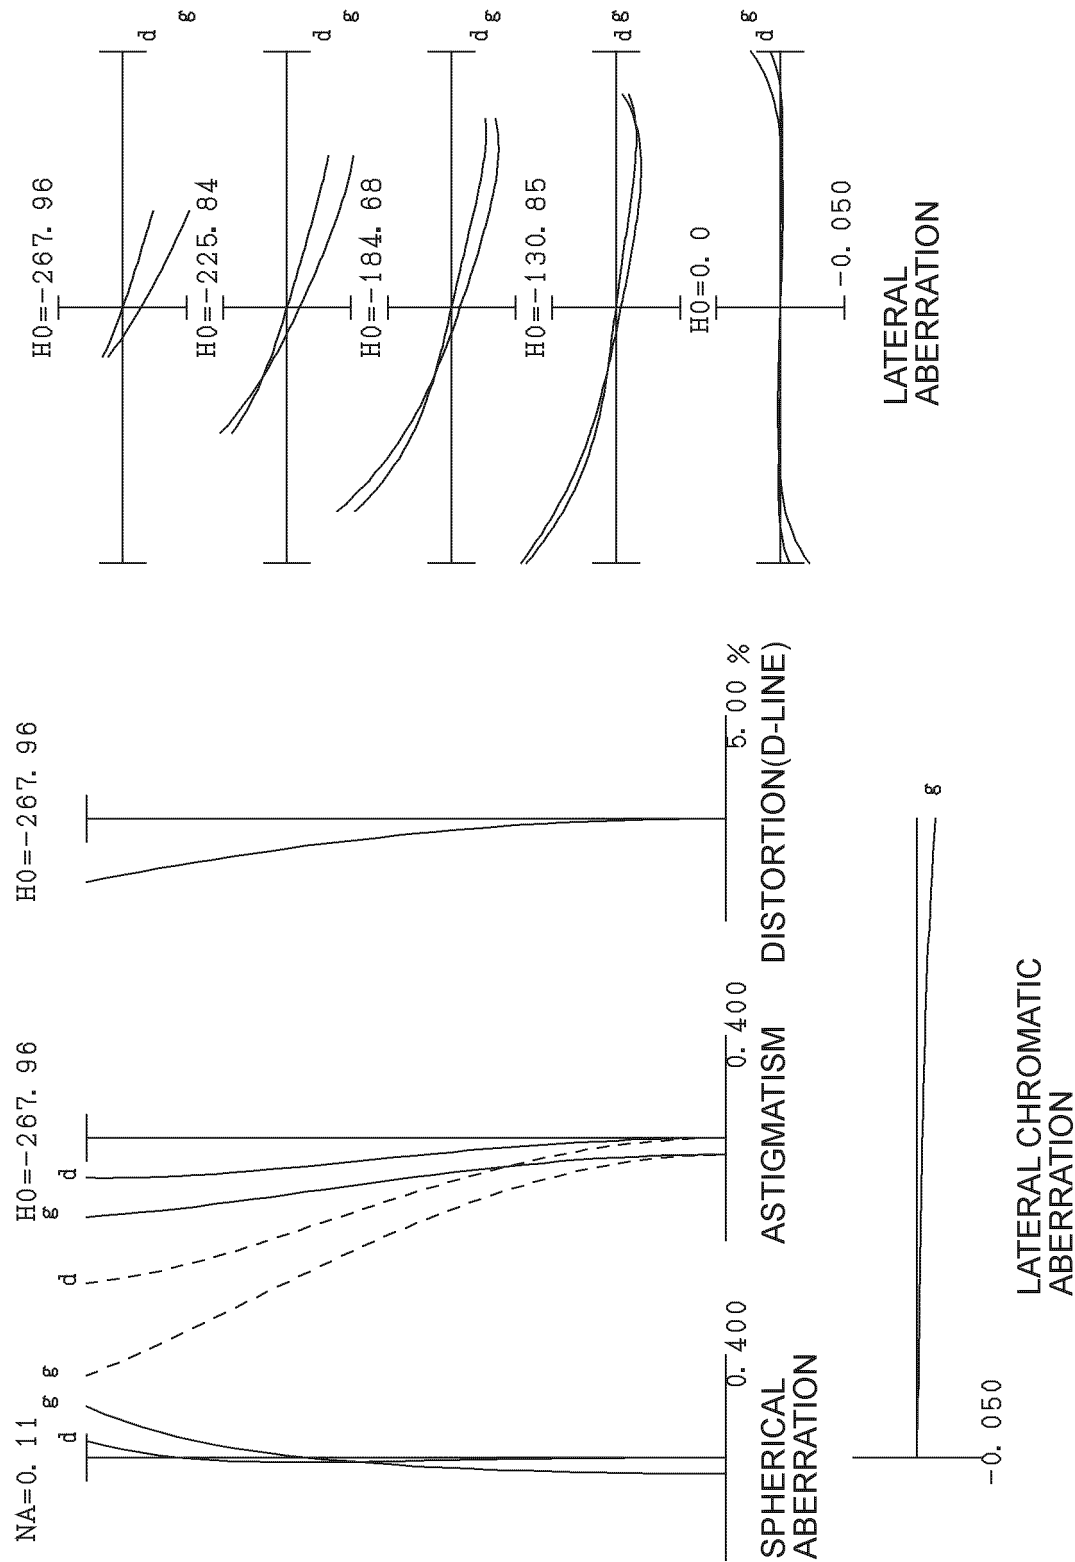 NA=0. 11
d
g
0. 400
SPHERICAL
ABERRATION
H0=-267. 96
g
d
g
d
0. 400
ASTIGMATISM
H0=-267. 96
5. 00 %
DISTORTION(D-LINE)
g
-0. 050
LATERAL CHROMATIC
ABERRATION
H0=-267. 96
d
g
H0=-225. 84
d
g
H0=-184. 68
d
g
H0=-130. 85
d
g
H0=0. 0
d
g
-0. 050
LATERAL
ABERRATION